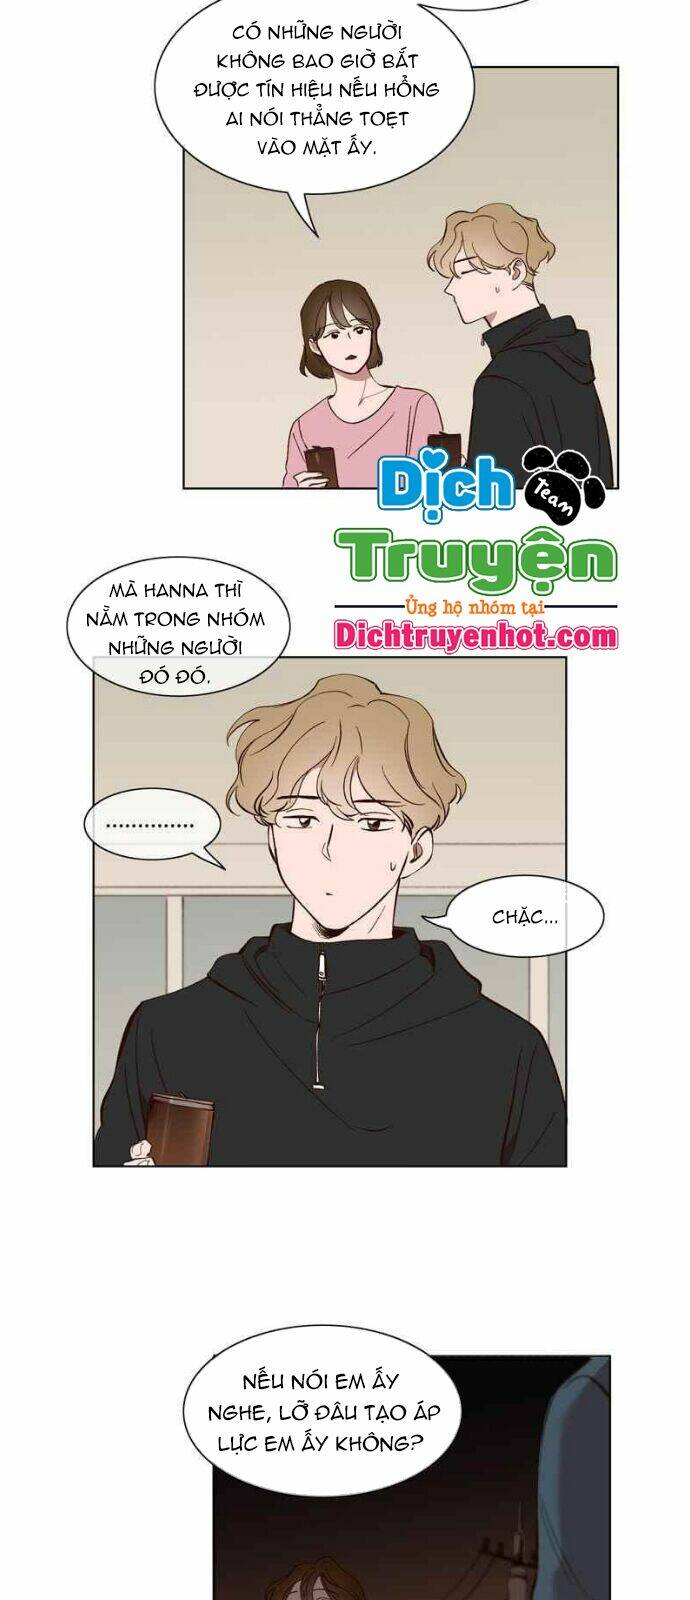 CÓ NHỮNG NGƯỜI
KHÔNG BAO GIỜ BẮT
ĐƯỢC TÍN HIỆU NẾU HỔNG
AI NÓI THẲNG TOẸT
VÀO MẶT ẤY.
Dịch
Team
Truyện
Ủng hộ nhóm tại
Dichtruyenhot.com
MÀ HANNA THÌ
NẰM TRONG NHÓM
NHỮNG NGƯỜI
ĐÓ ĐÓ.
..............
CHẶC...
NẾU NÓI EM ẤY
NGHE, LỠ ĐÂU TẠO ÁP
LỰC EM ẤY KHÔNG?